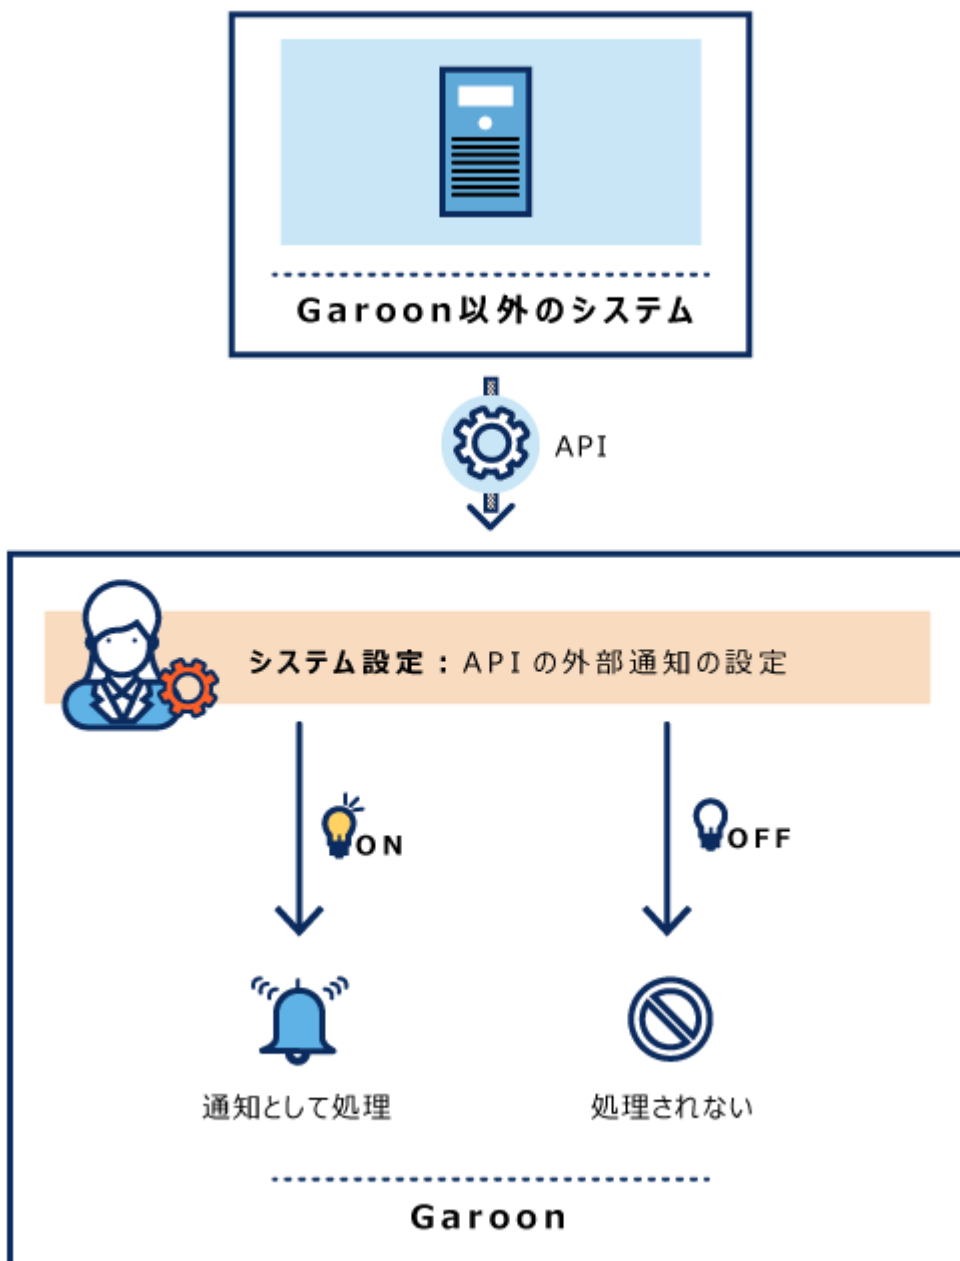 Garoon以外のシステム
API
システム設定：APIの外部通知の設定
ON
OFF
通知として処理
処理されない
Garoon